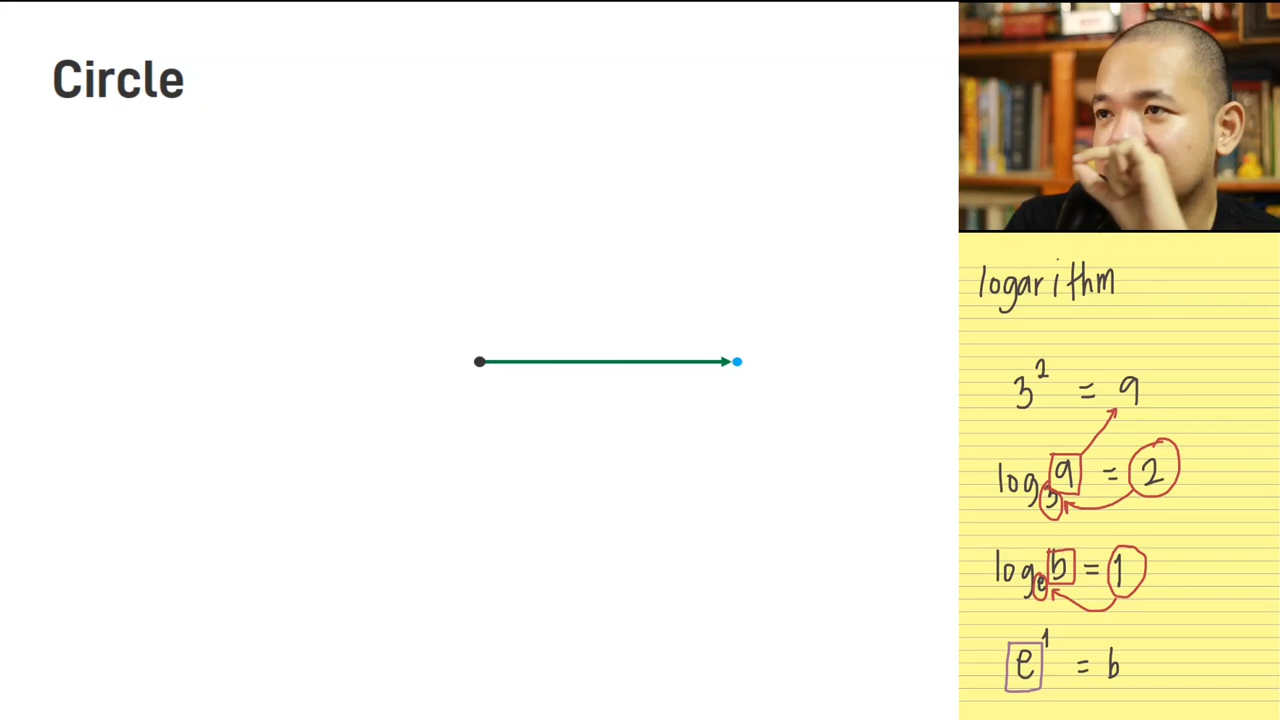 Circle
logarithm
3² = 9
log₃ 9 = 2
logₑ b = 1
e¹ = b